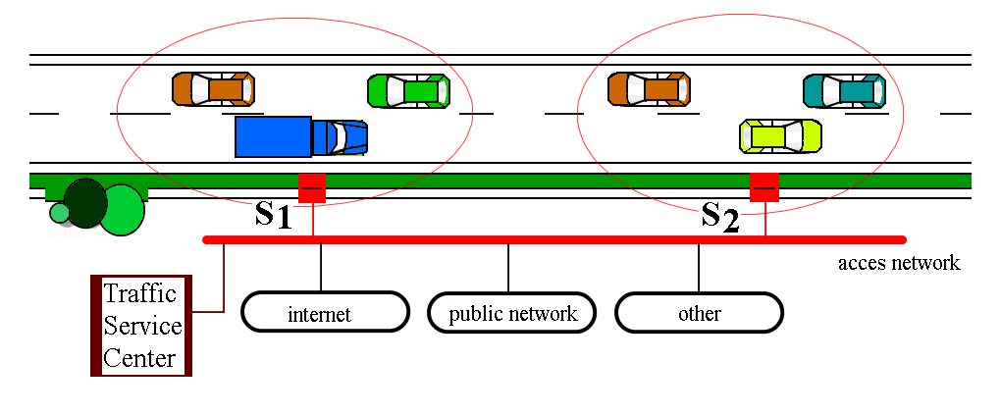 S1
S2
acces network
Traffic
Service
Center
internet
public network
other